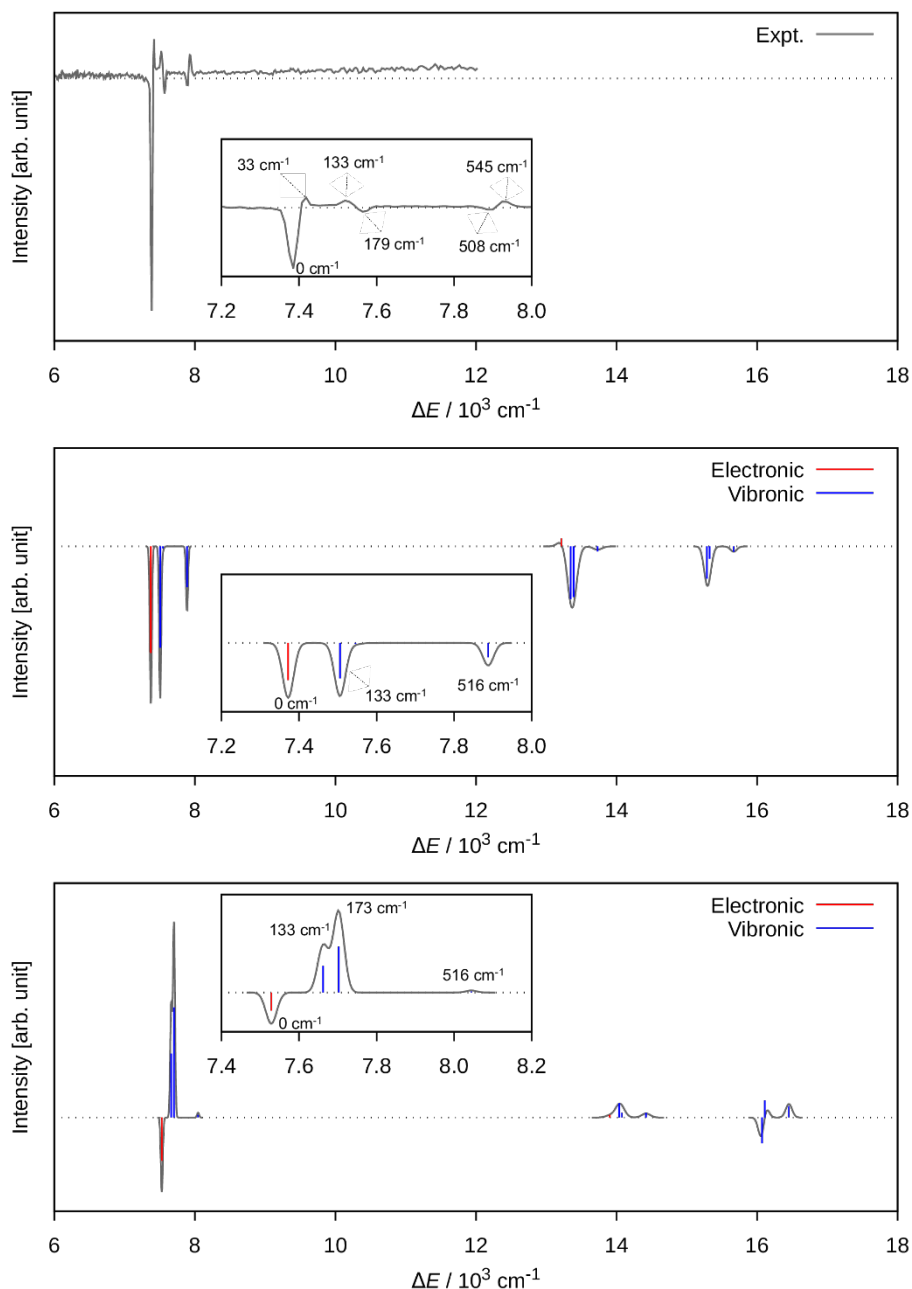 Expt.
Intensity [arb. unit]
33 cm-1
133 cm-1
545 cm-1
179 cm-1
508 cm-1
0 cm-1
7.2 7.4 7.6 7.8 8.0
6 8 10 12 14 16 18
ΔE / 10³ cm-1
Electronic
Vibronic
Intensity [arb. unit]
0 cm-1
133 cm-1
516 cm-1
7.2 7.4 7.6 7.8 8.0
6 8 10 12 14 16 18
ΔE / 10³ cm-1
Electronic
Vibronic
Intensity [arb. unit]
173 cm-1
133 cm-1
516 cm-1
0 cm-1
7.4 7.6 7.8 8.0 8.2
6 8 10 12 14 16 18
ΔE / 10³ cm-1